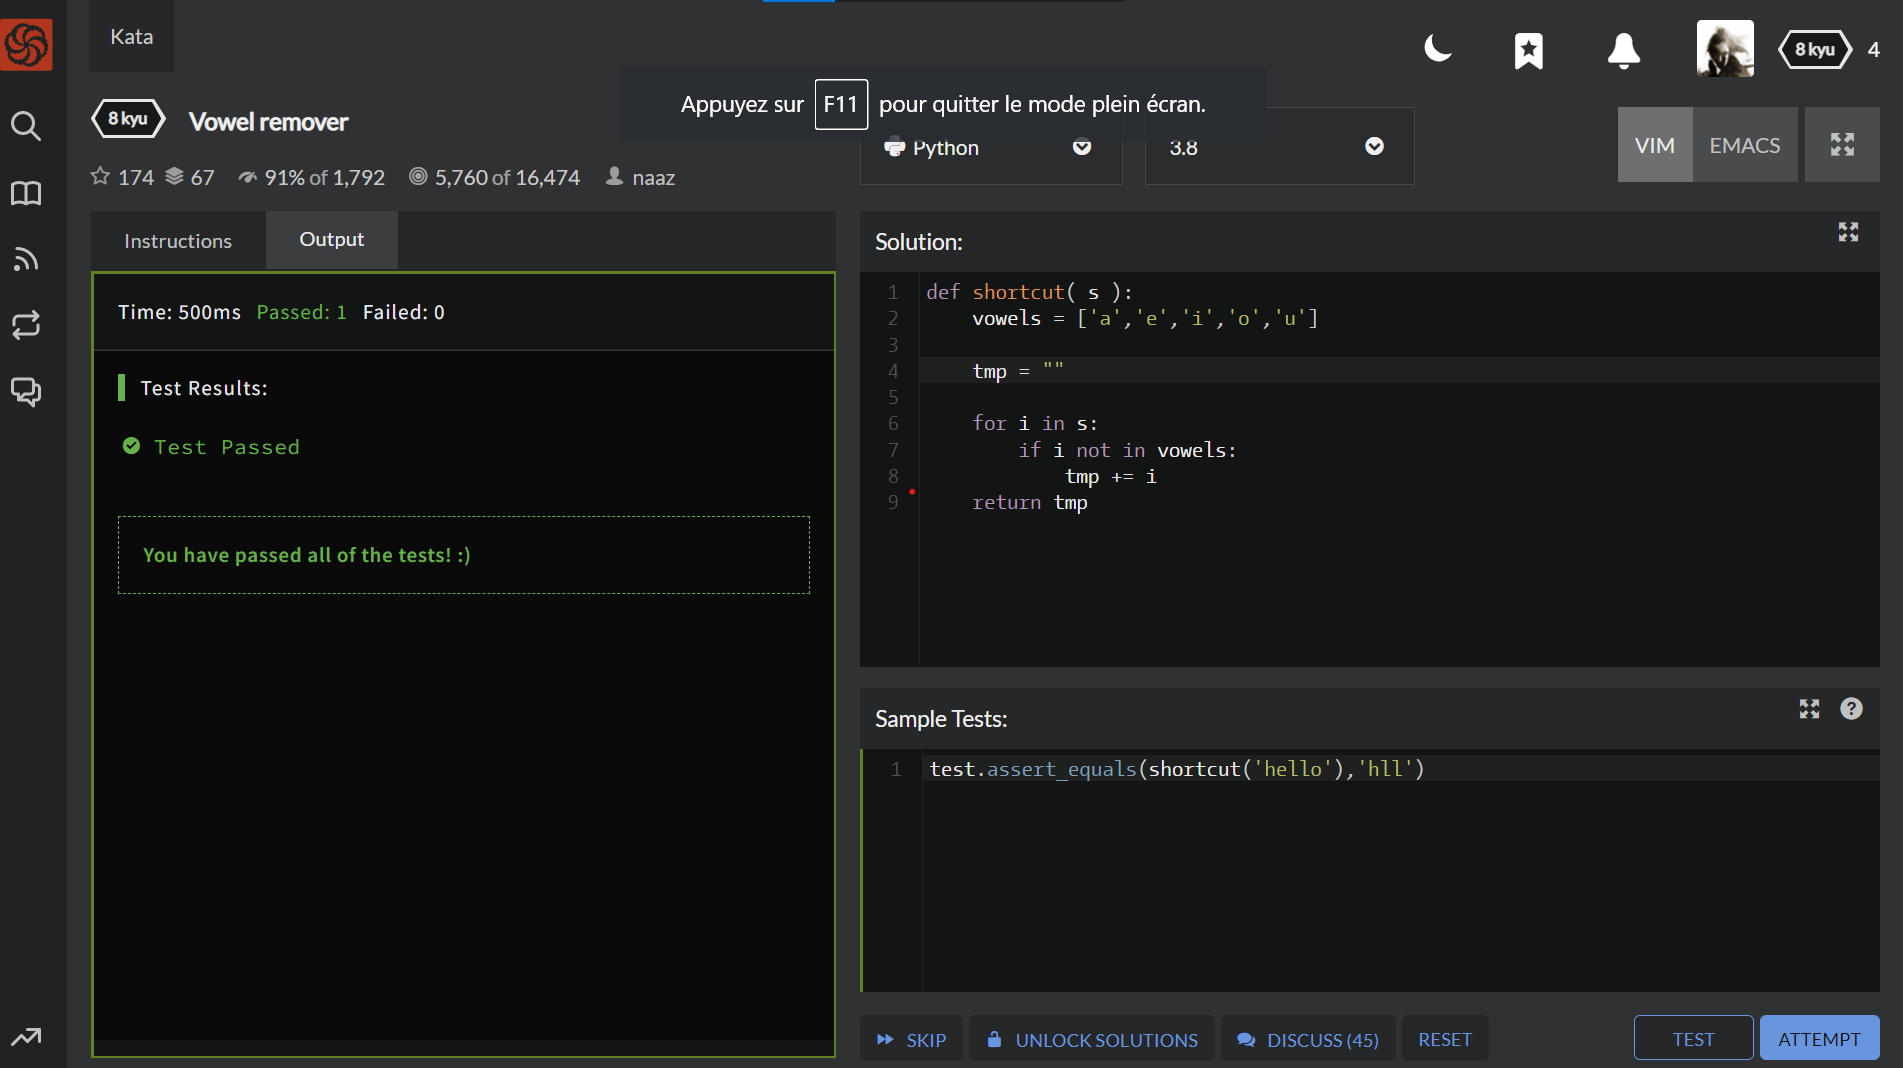 Kata
8 kyu 4
Appuyez sur F11 pour quitter le mode plein écran.
8 kyu Vowel remover
Python 3.8
VIM EMACS
174 67 91% of 1,792 5,760 of 16,474 naaz
Instructions Output
Time: 500ms Passed: 1 Failed: 0
Test Results:
Test Passed
You have passed all of the tests! :)
Solution:
1 def shortcut( s ):
2     vowels = ['a','e','i','o','u']
3
4     tmp = ""
5
6     for i in s:
7         if i not in vowels:
8             tmp += i
9     return tmp
Sample Tests:
?
1 test.assert_equals(shortcut('hello'),'hll')
SKIP UNLOCK SOLUTIONS DISCUSS (45) RESET TEST ATTEMPT